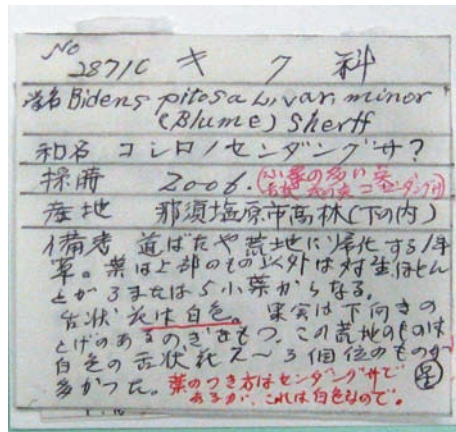 No 2871C キク科
学名 Bidens pilosa L, var, minor
(Blume) Sherff
和名 コシロノセンダングサ?
採時 2006. (小葉の多い
産地 那須塩原市高林(下の内)
備考 道ばたや荒地に帰化する1年
草。葉は上部のもの以外は対生ほとん
どが3または5小葉からなる。
舌状花は白色。果実は下向きの
とげのあるのぎをもつ。この荒地のものは
白色の舌状花2〜3個位のものが
多かった。葉のつき方はセンダングサで
あるが、これは白色なので。